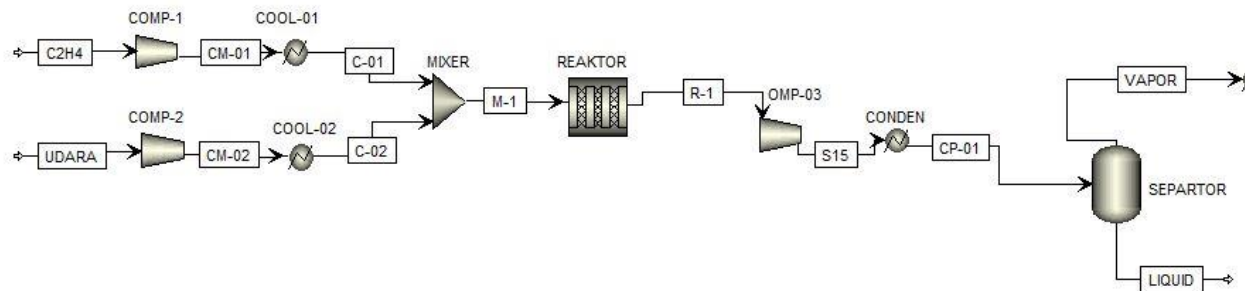 COMP-1
COOL-01
C2H4
CM-01
C-01
MIXER
REAKTOR
M-1
R-1
OMP-03
VAPOR
COMP-2
COOL-02
UDARA
CM-02
C-02
CONDEN
S15
CP-01
SEPARTOR
LIQUID